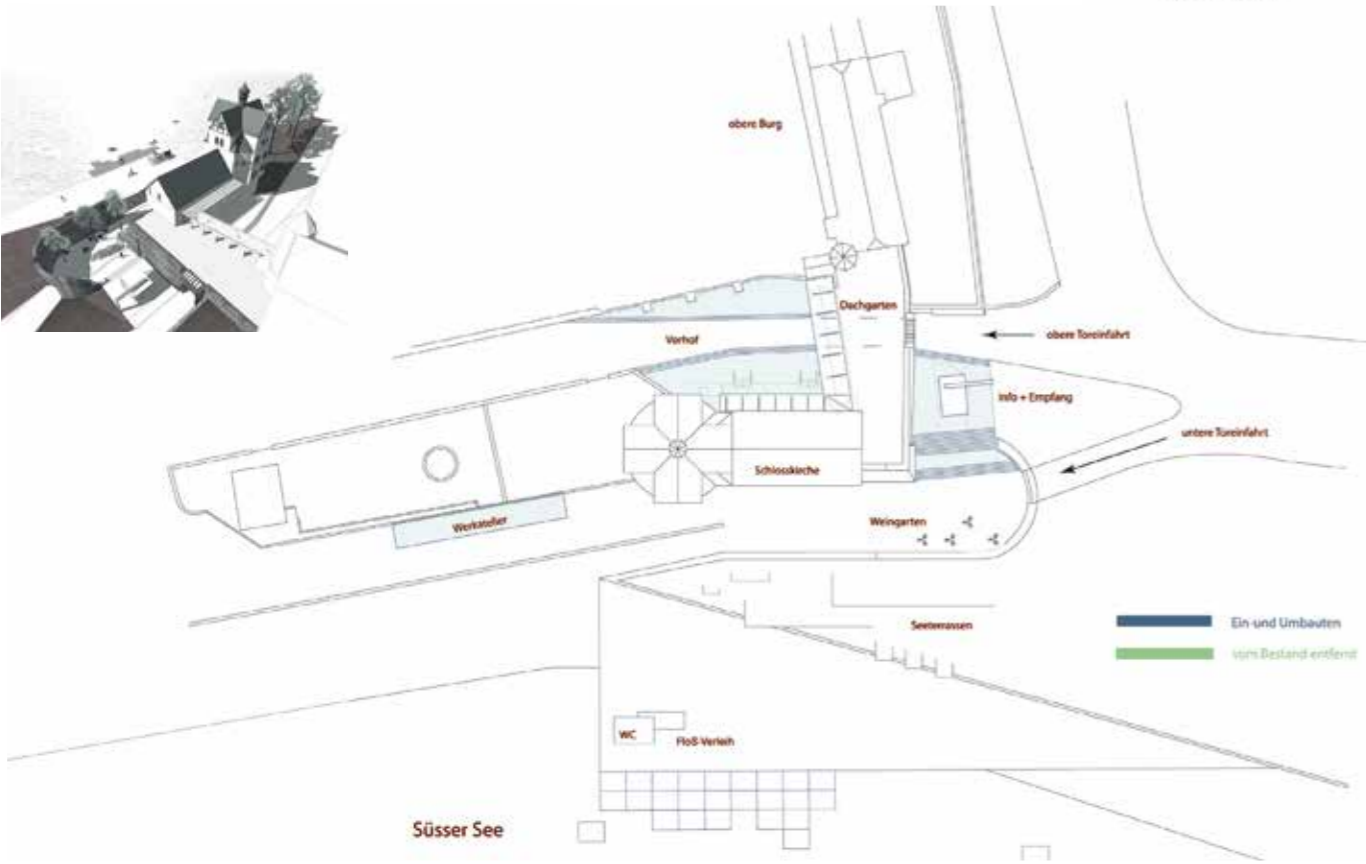 obere Burg
Dachgarten
Vorhof
obere Toreinfahrt
Info + Empfang
untere Toreinfahrt
Schlosskirche
Werkatelier
Weingarten
Seeterrassen
Ein-und Umbauten
vom Bestand entfernt
WC
Floß-Verleih
Süsser See